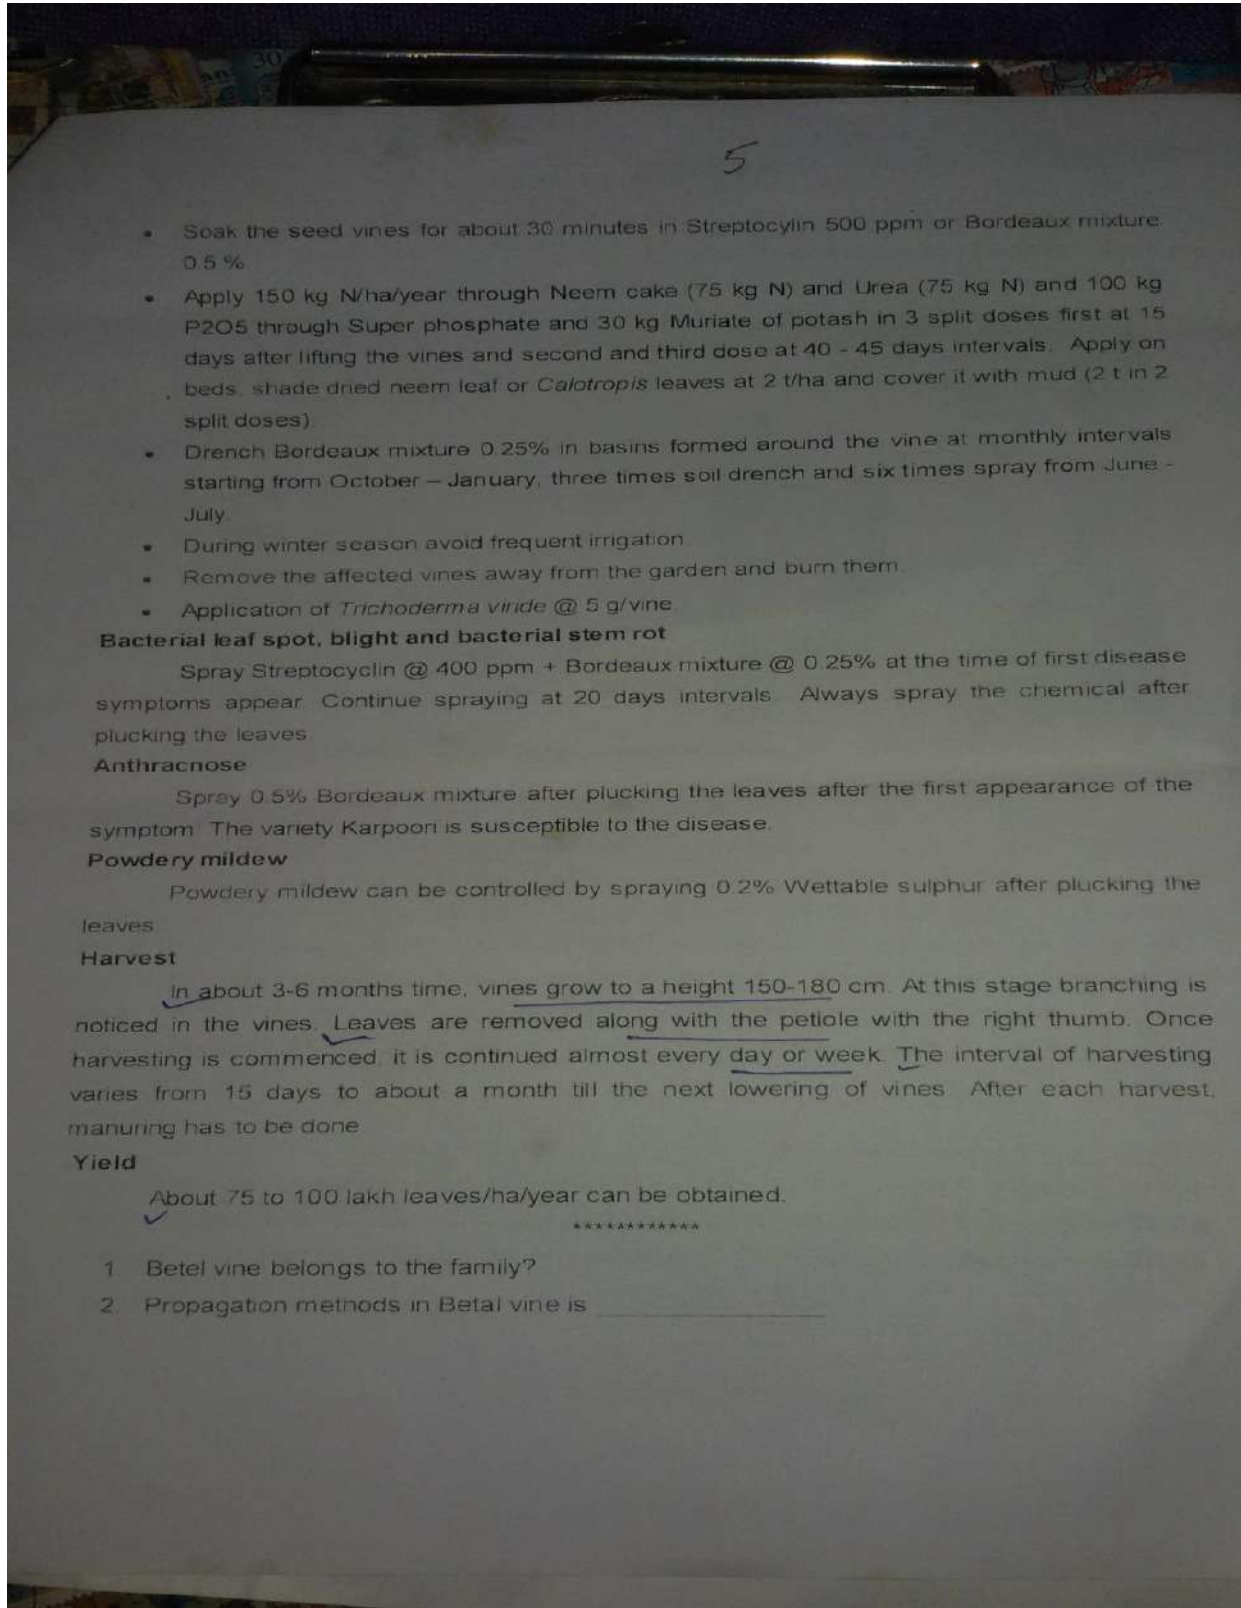 30
5
• Soak the seed vines for about 30 minutes in Streptocylin 500 ppm or Bordeaux mixture
0.5 %
• Apply 150 kg N/ha/year through Neem cake (75 kg N) and Urea (75 kg N) and 100 kg
P2O5 through Super phosphate and 30 kg Muriate of potash in 3 split doses first at 15
days after lifting the vines and second and third dose at 40 - 45 days intervals. Apply on
beds, shade dried neem leaf or Calotropis leaves at 2 t/ha and cover it with mud (2 t in 2
split doses)
• Drench Bordeaux mixture 0.25% in basins formed around the vine at monthly intervals
starting from October – January, three times soil drench and six times spray from June -
July.
• During winter season avoid frequent irrigation
• Remove the affected vines away from the garden and burn them
• Application of Trichoderma viride @ 5 g/vine
Bacterial leaf spot, blight and bacterial stem rot
Spray Streptocyclin @ 400 ppm + Bordeaux mixture @ 0.25% at the time of first disease
symptoms appear. Continue spraying at 20 days intervals. Always spray the chemical after
plucking the leaves
Anthracnose
Spray 0.5% Bordeaux mixture after plucking the leaves after the first appearance of the
symptom. The variety Karpoori is susceptible to the disease.
Powdery mildew
Powdery mildew can be controlled by spraying 0.2% Wettable sulphur after plucking the
leaves
Harvest
In about 3-6 months time, vines grow to a height 150-180 cm. At this stage branching is
noticed in the vines. Leaves are removed along with the petiole with the right thumb. Once
harvesting is commenced, it is continued almost every day or week. The interval of harvesting
varies from 15 days to about a month till the next lowering of vines. After each harvest,
manuring has to be done
Yield
About 75 to 100 lakh leaves/ha/year can be obtained.
************
1. Betel vine belongs to the family?
2. Propagation methods in Betal vine is ____________________